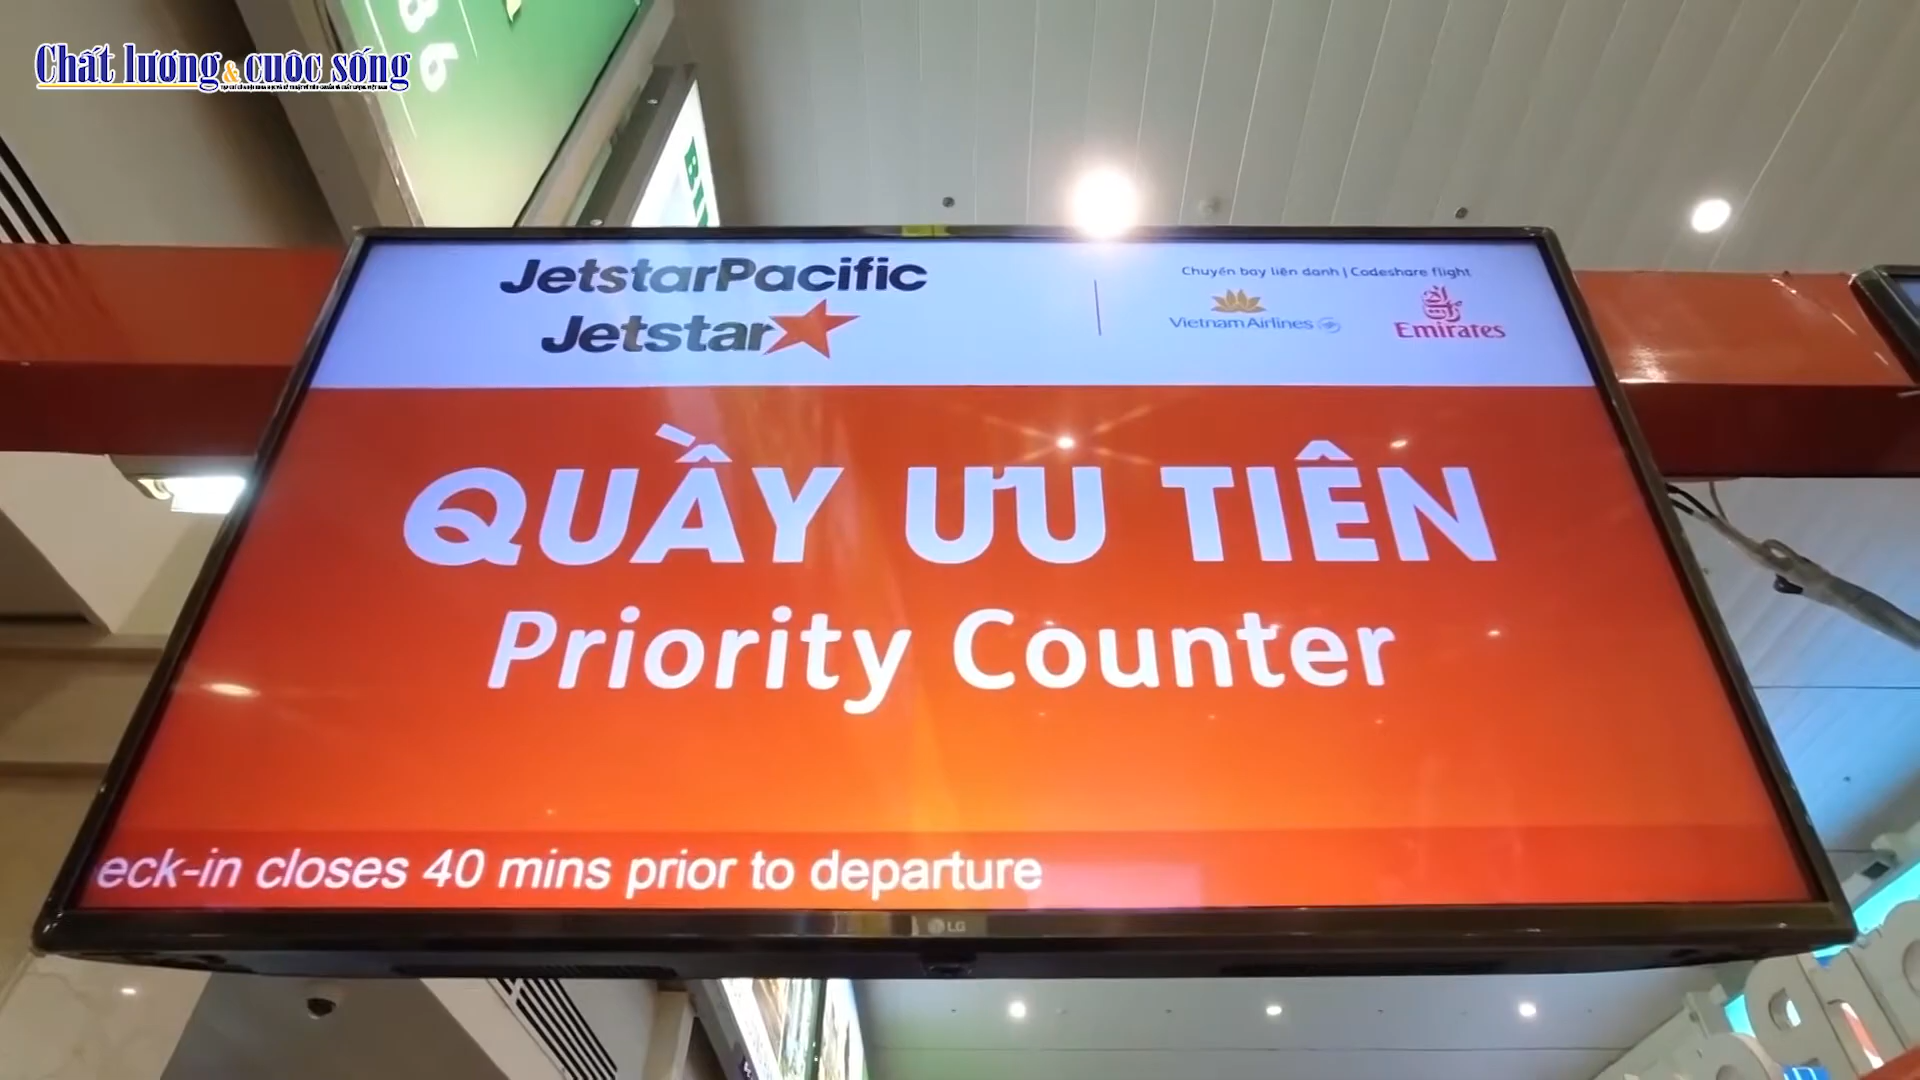 Chất lượng & cuộc sống
JetstarPacific
Jetstar
Chuyến bay liên danh | Codeshare flight
Vietnam Airlines
Emirates
QUẦY ƯU TIÊN
Priority Counter
eck-in closes 40 mins prior to departure
LG